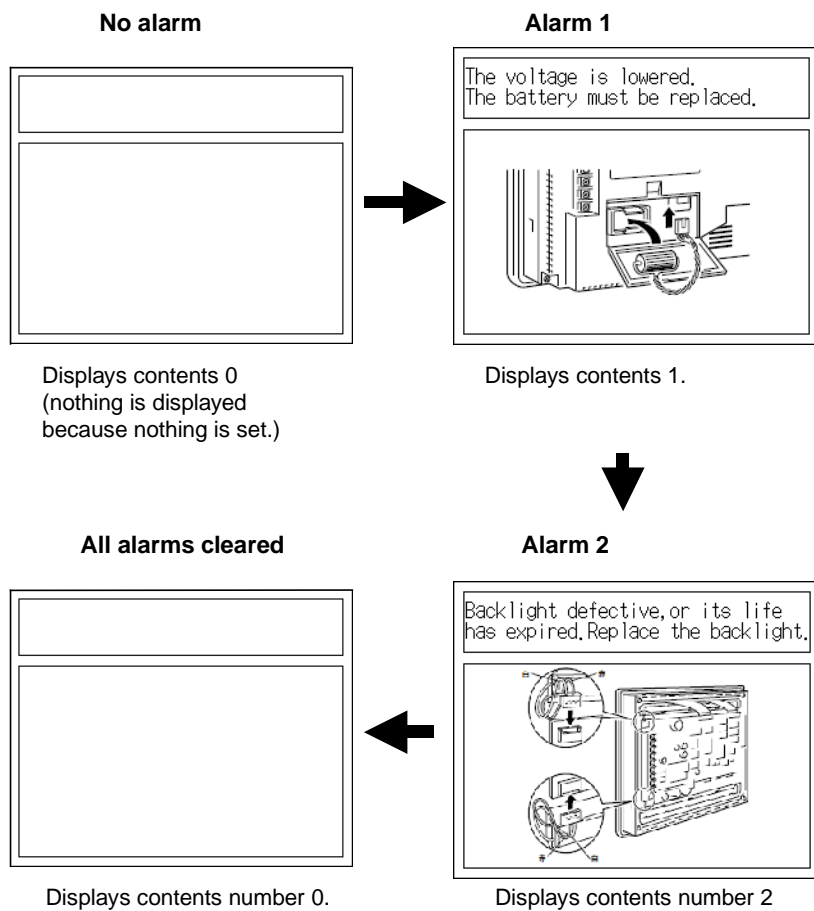 No alarm
Alarm 1
The voltage is lowered.
The battery must be replaced.
Displays contents 0
(nothing is displayed
because nothing is set.)
Displays contents 1.
All alarms cleared
Alarm 2
Backlight defective,or its life
has expired.Replace the backlight.
Displays contents number 0.
Displays contents number 2